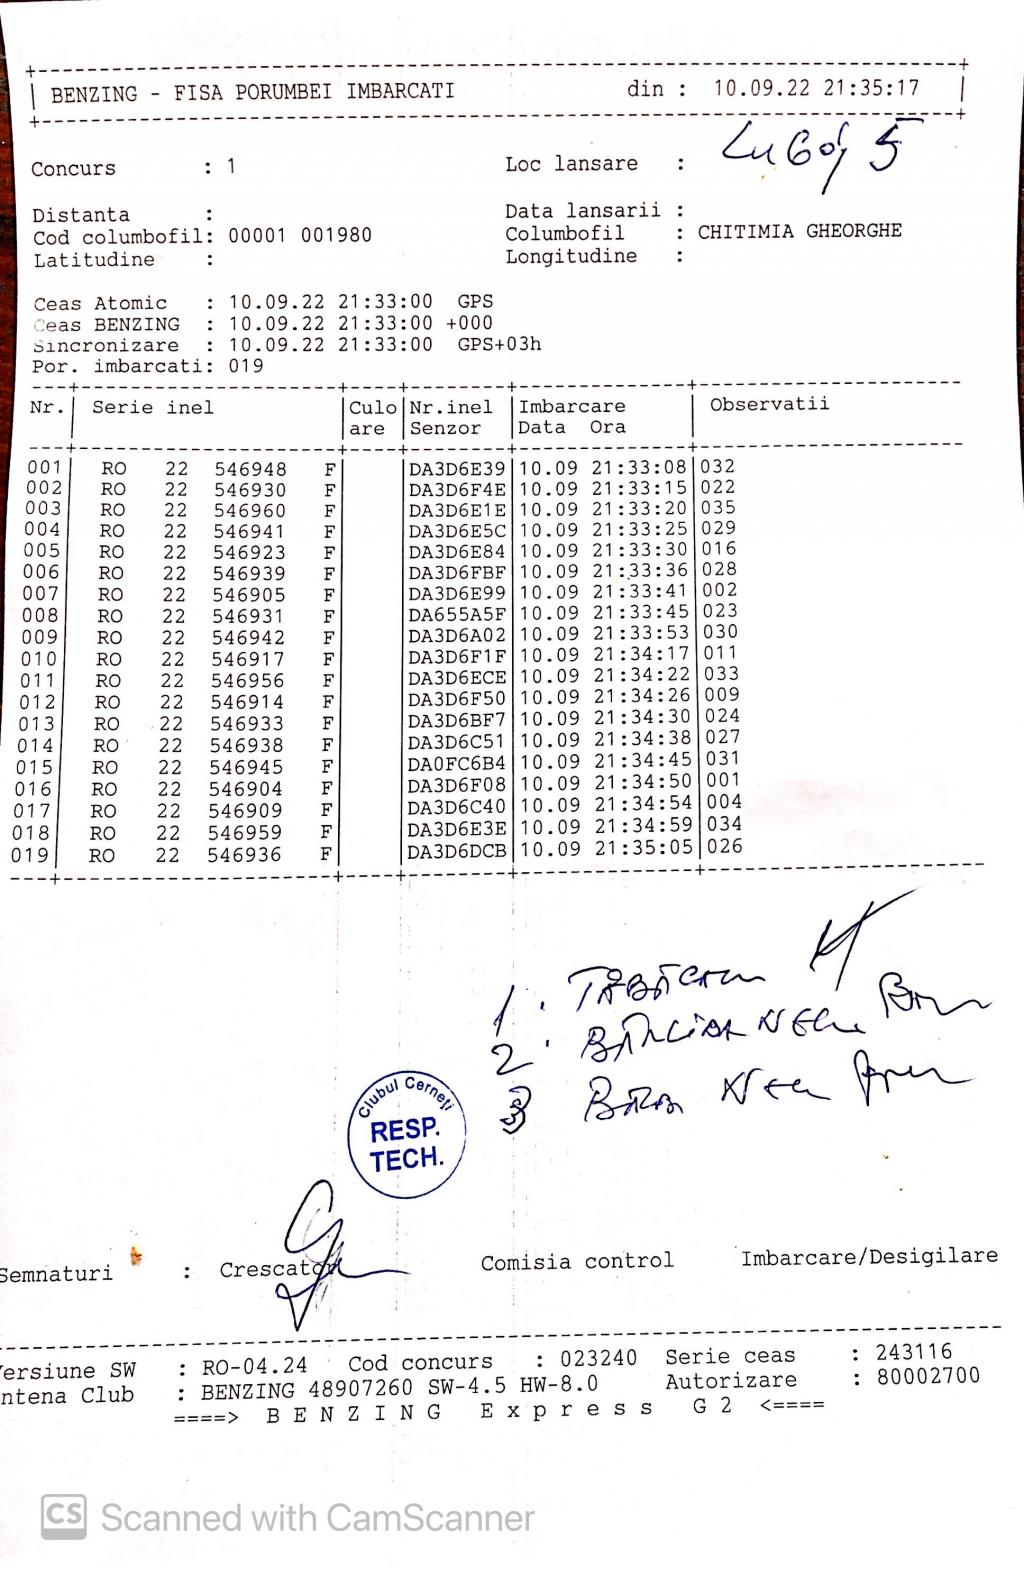 BENZING - FISA PORUMBEI IMBARCATI din : 10.09.22 21:35:17
Concurs : 1 Loc lansare : Lugoj 5
Distanta : Data lansarii :
Cod columbofil: 00001 001980 Columbofil : CHITIMIA GHEORGHE
Latitudine : Longitudine :
Ceas Atomic : 10.09.22 21:33:00 GPS
Ceas BENZING : 10.09.22 21:33:00 +000
Sincronizare : 10.09.22 21:33:00 GPS+03h
Por. imbarcati: 019
Nr. Serie inel Culo Nr.inel Imbarcare Observatii
are Senzor Data Ora
001 RO 22 546948 F DA3D6E39 10.09 21:33:08 032
002 RO 22 546930 F DA3D6F4E 10.09 21:33:15 022
003 RO 22 546960 F DA3D6E1E 10.09 21:33:20 035
004 RO 22 546941 F DA3D6E5C 10.09 21:33:25 029
005 RO 22 546923 F DA3D6E84 10.09 21:33:30 016
006 RO 22 546939 F DA3D6FBF 10.09 21:33:36 028
007 RO 22 546905 F DA3D6E99 10.09 21:33:41 002
008 RO 22 546931 F DA655A5F 10.09 21:33:45 023
009 RO 22 546942 F DA3D6A02 10.09 21:33:53 030
010 RO 22 546917 F DA3D6F1F 10.09 21:34:17 011
011 RO 22 546956 F DA3D6ECE 10.09 21:34:22 033
012 RO 22 546914 F DA3D6F50 10.09 21:34:26 009
013 RO 22 546933 F DA3D6BF7 10.09 21:34:30 024
014 RO 22 546938 F DA3D6C51 10.09 21:34:38 027
015 RO 22 546945 F DA0FC6B4 10.09 21:34:45 031
016 RO 22 546904 F DA3D6F08 10.09 21:34:50 001
017 RO 22 546909 F DA3D6C40 10.09 21:34:54 004
018 RO 22 546959 F DA3D6E3E 10.09 21:34:59 034
019 RO 22 546936 F DA3D6DCB 10.09 21:35:05 026
1.
2.
3
Clubul Cerneți
RESP.
TECH.
Semnaturi : Crescator Comisia control Imbarcare/Desigilare
Versiune SW : RO-04.24 Cod concurs : 023240 Serie ceas : 243116
Antena Club : BENZING 48907260 SW-4.5 HW-8.0 Autorizare : 80002700
====> B E N Z I N G E x p r e s s G 2 <====
CS Scanned with CamScanner